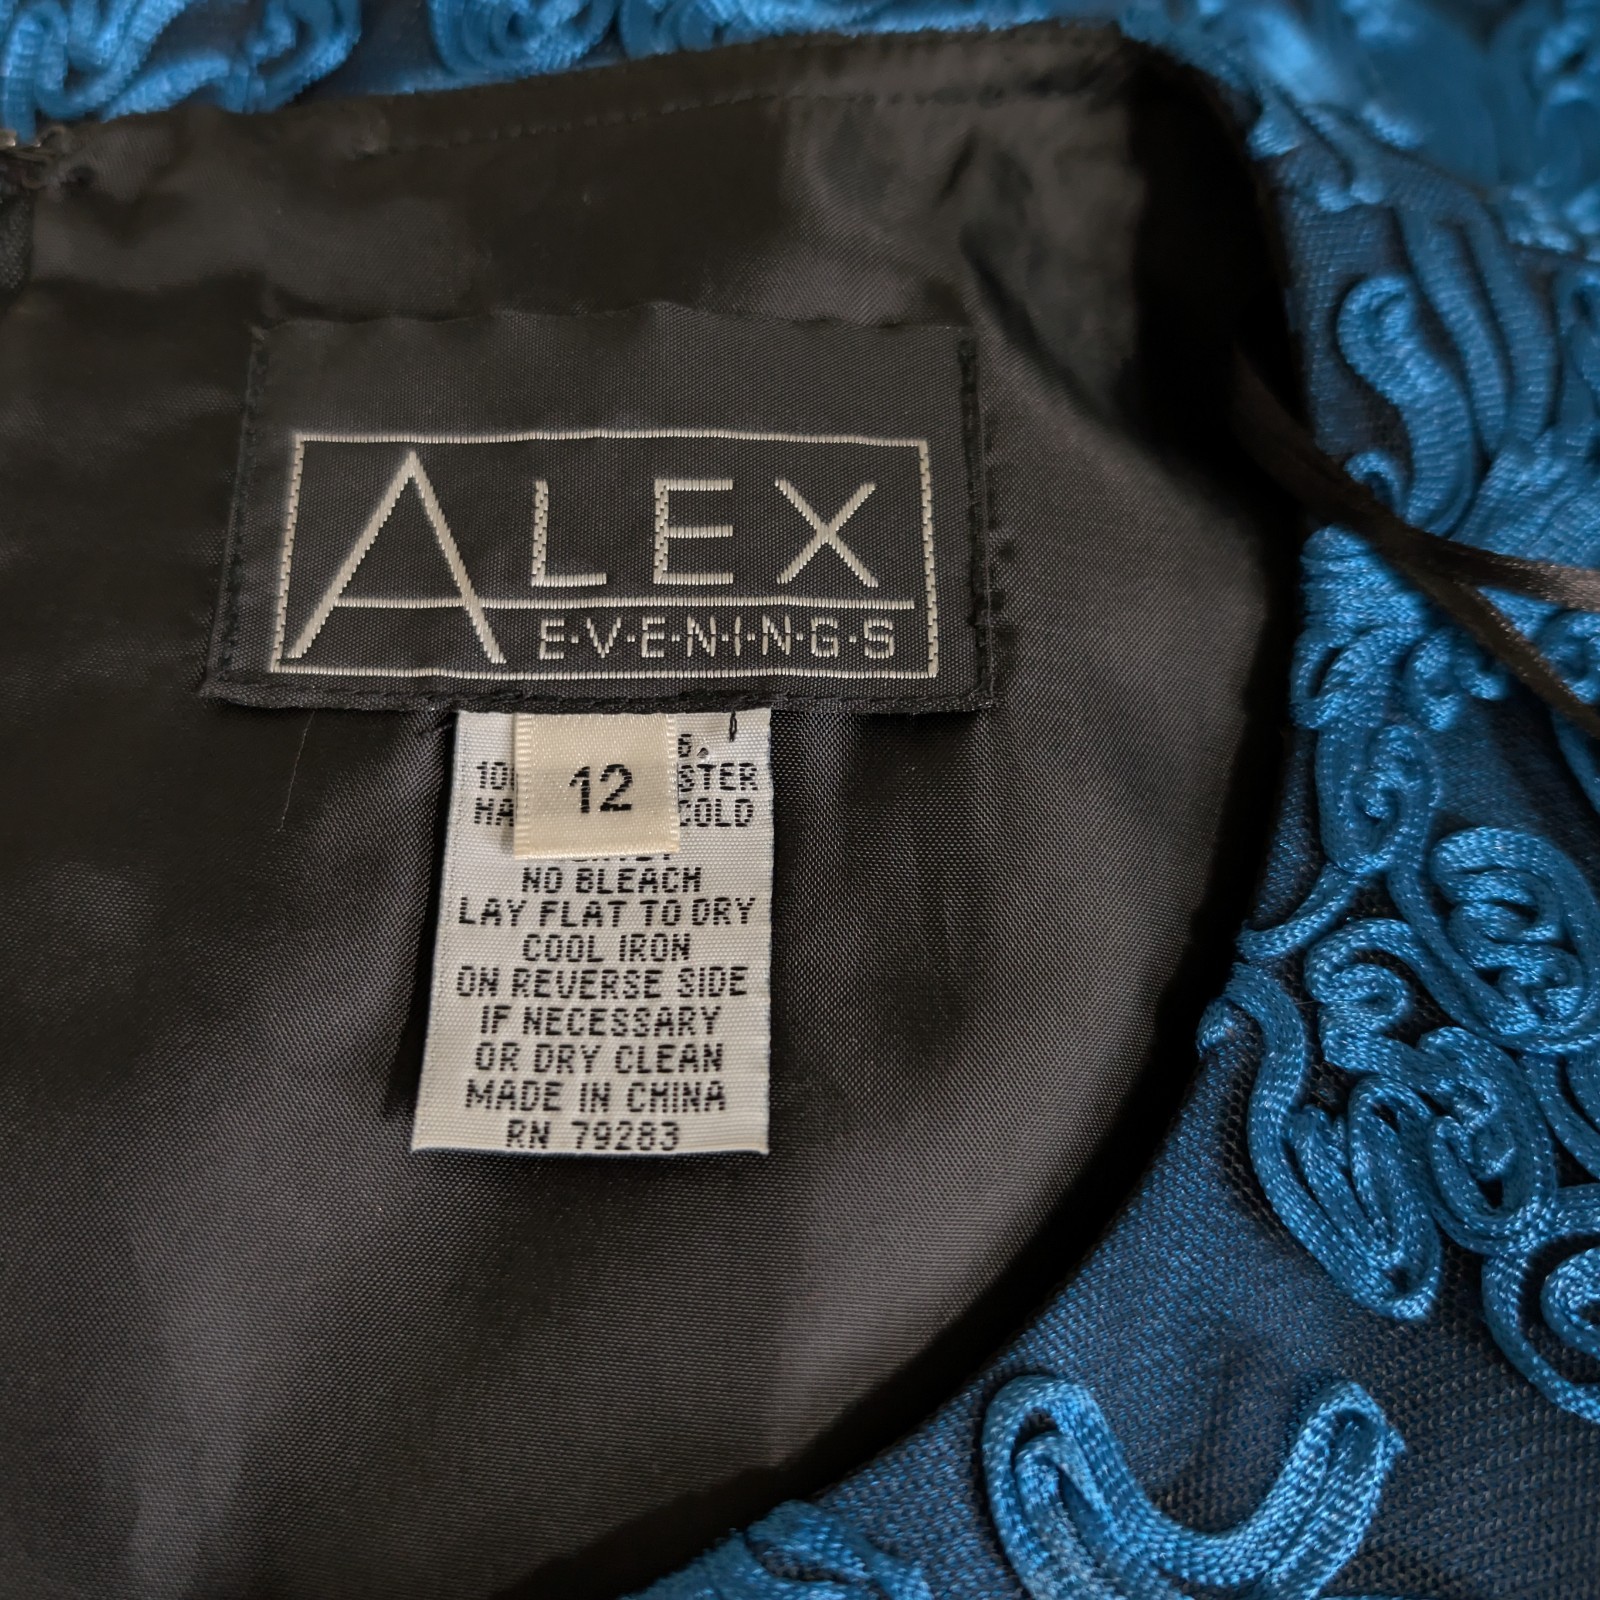 ALEX
E·V·E·N·I·N·G·S
12
NO BLEACH
LAY FLAT TO DRY
COOL IRON
ON REVERSE SIDE
IF NECESSARY
OR DRY CLEAN
MADE IN CHINA
RN 79283